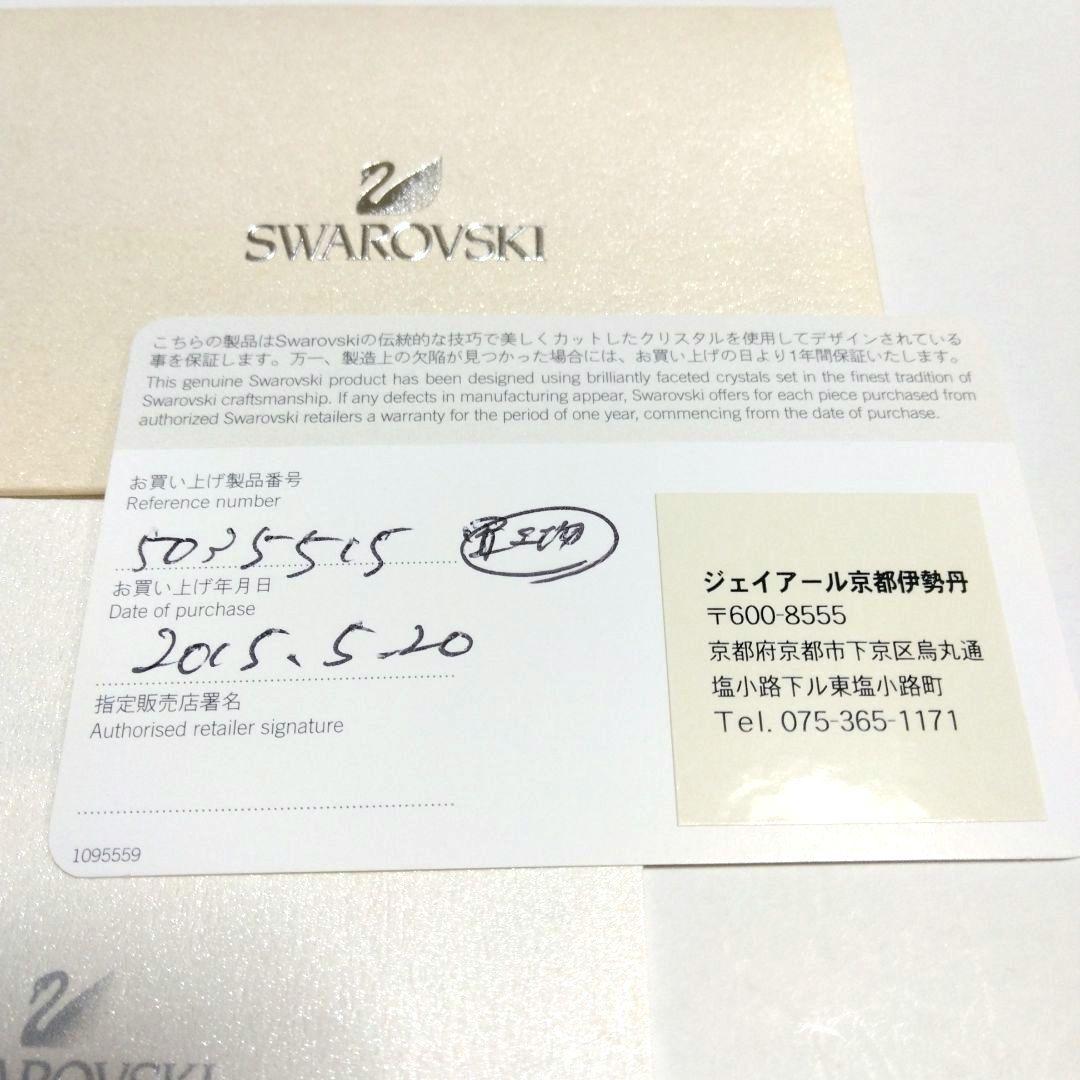 SWAROVSKI
こちらの製品はSwarovskiの伝統的な技巧で美しくカットしたクリスタルを使用してデザインされている
事を保証します。万一、製造上の欠陥が見つかった場合には、お買い上げの日より1年間保証いたします。
This genuine Swarovski product has been designed using brilliantly faceted crystals set in the finest tradition of
Swarovski craftsmanship. If any defects in manufacturing appear, Swarovski offers for each piece purchased from
authorized Swarovski retailers a warranty for the period of one year, commencing from the date of purchase.
お買い上げ製品番号
Reference number
5035515
お買い上げ年月日
Date of purchase
2015.5.20
指定販売店署名
Authorised retailer signature
1095559
ジェイアール京都伊勢丹
〒600-8555
京都府京都市下京区烏丸通
塩小路下ル東塩小路町
Tel. 075-365-1171
AROVSKI